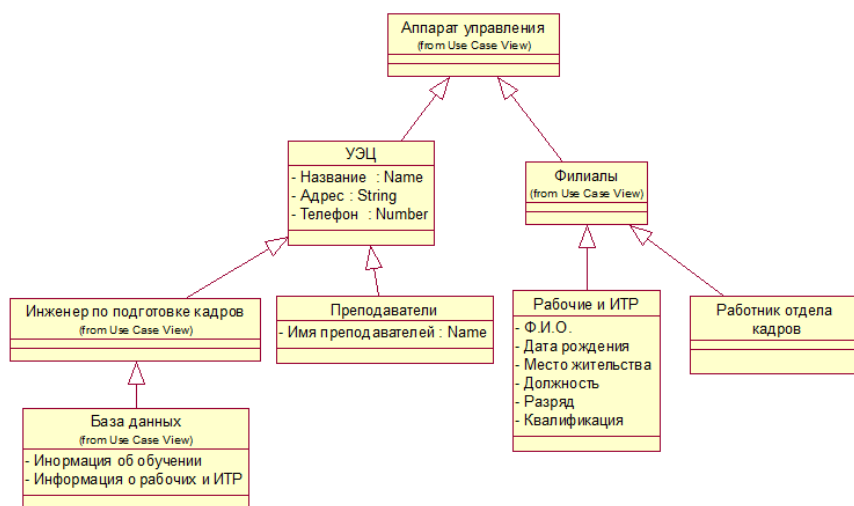 Аппарат управления
(from Use Case View)
УЭЦ
- Название : Name
- Адрес : String
- Телефон : Number
Филиалы
(from Use Case View)
Инженер по подготовке кадров
(from Use Case View)
Преподаватели
- Имя преподавателей : Name
Рабочие и ИТР
- Ф.И.О.
- Дата рождения
- Место жительства
- Должность
- Разряд
- Квалификация
Работник отдела
кадров
База данных
(from Use Case View)
- Инормация об обучении
- Информация о рабочих и ИТР